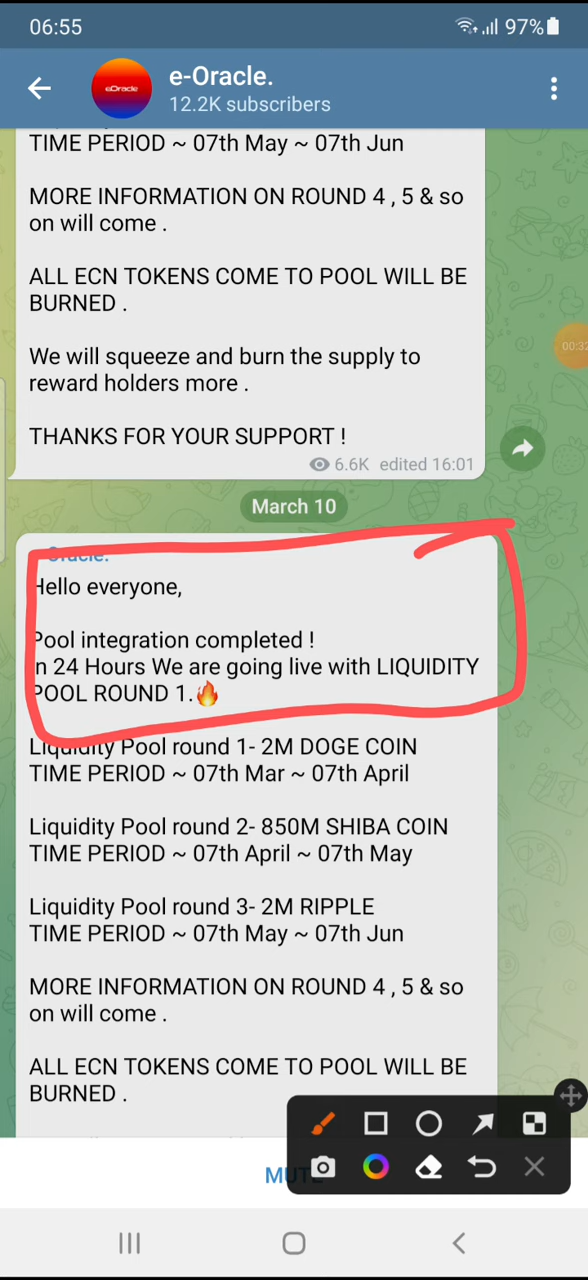 06:55
97%
eOracle
e-Oracle.
12.2K subscribers
TIME PERIOD ~ 07th May ~ 07th Jun
MORE INFORMATION ON ROUND 4 , 5 & so
on will come .
ALL ECN TOKENS COME TO POOL WILL BE
BURNED .
We will squeeze and burn the supply to
reward holders more .
THANKS FOR YOUR SUPPORT !
6.6K edited 16:01
00:32
March 10
Oracle.
Hello everyone,
Pool integration completed !
In 24 Hours We are going live with LIQUIDITY
POOL ROUND 1.🔥
Liquidity Pool round 1- 2M DOGE COIN
TIME PERIOD ~ 07th Mar ~ 07th April
Liquidity Pool round 2- 850M SHIBA COIN
TIME PERIOD ~ 07th April ~ 07th May
Liquidity Pool round 3- 2M RIPPLE
TIME PERIOD ~ 07th May ~ 07th Jun
MORE INFORMATION ON ROUND 4 , 5 & so
on will come .
ALL ECN TOKENS COME TO POOL WILL BE
BURNED .
MUTE